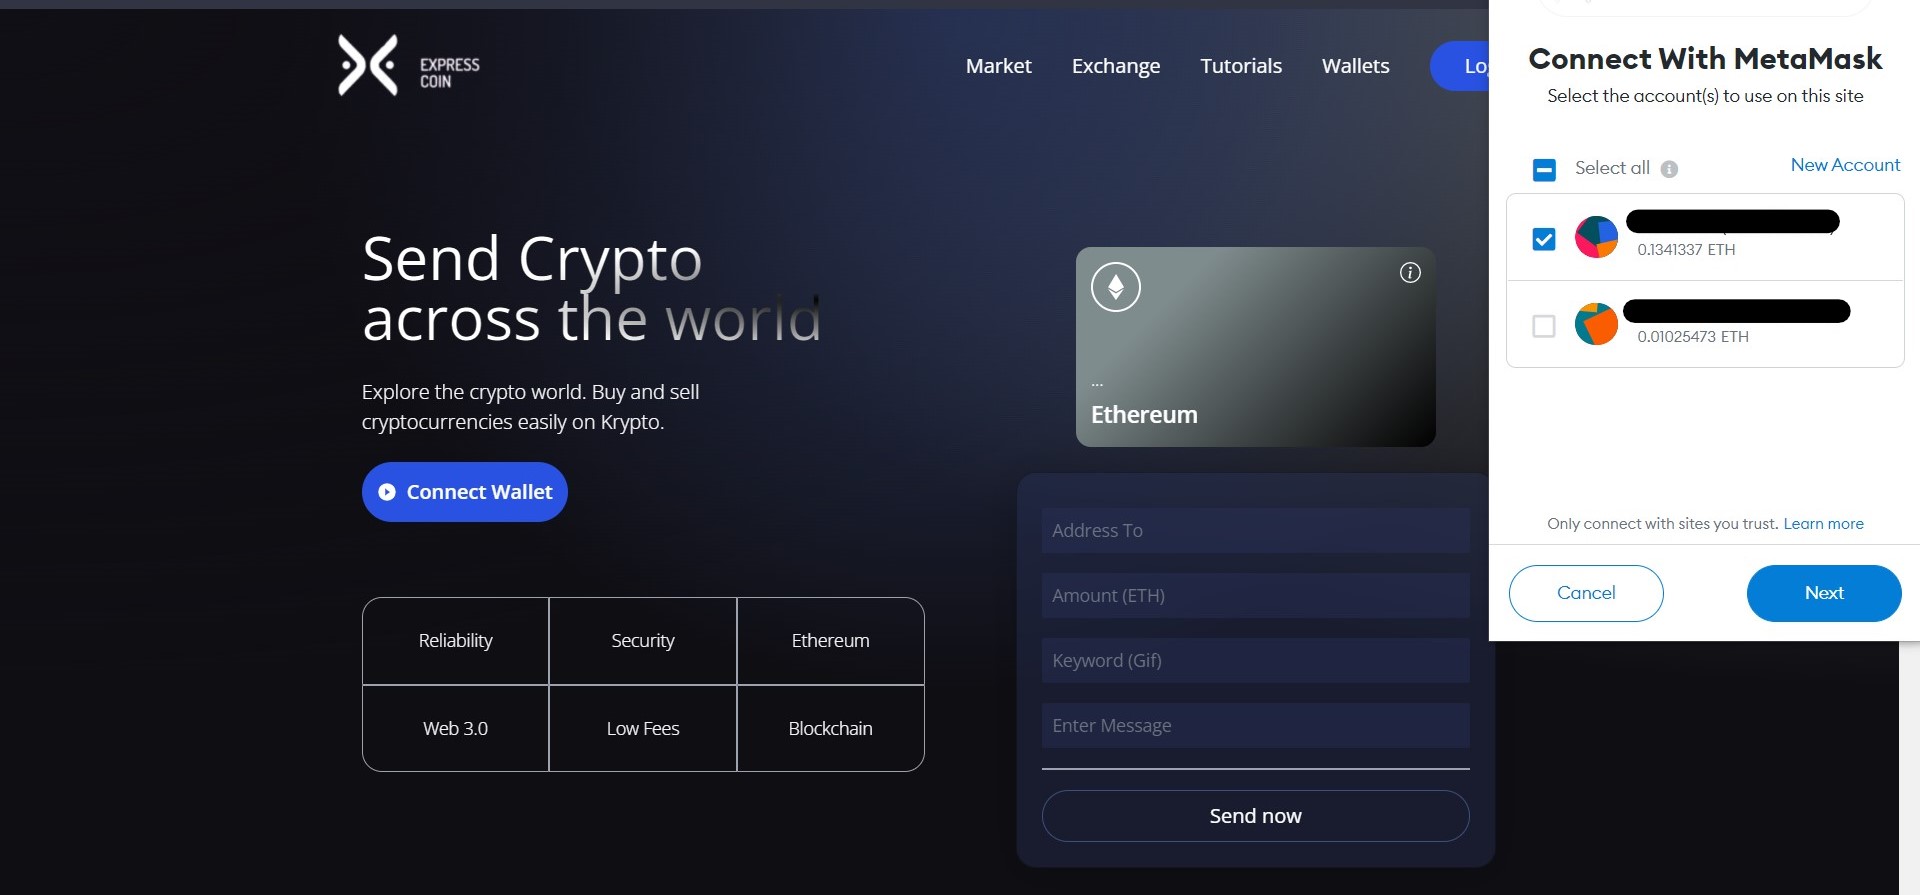 EXPRESS
COIN
Market
Exchange
Tutorials
Wallets
Send Crypto
across the world
Explore the crypto world. Buy and sell
cryptocurrencies easily on Krypto.
Connect Wallet
Reliability
Security
Ethereum
Web 3.0
Low Fees
Blockchain
...
Ethereum
Address To
Amount (ETH)
Keyword (Gif)
Enter Message
Send now
Connect With MetaMask
Select the account(s) to use on this site
Select all
New Account
0.1341337 ETH
0.01025473 ETH
Only connect with sites you trust. Learn more
Cancel
Next